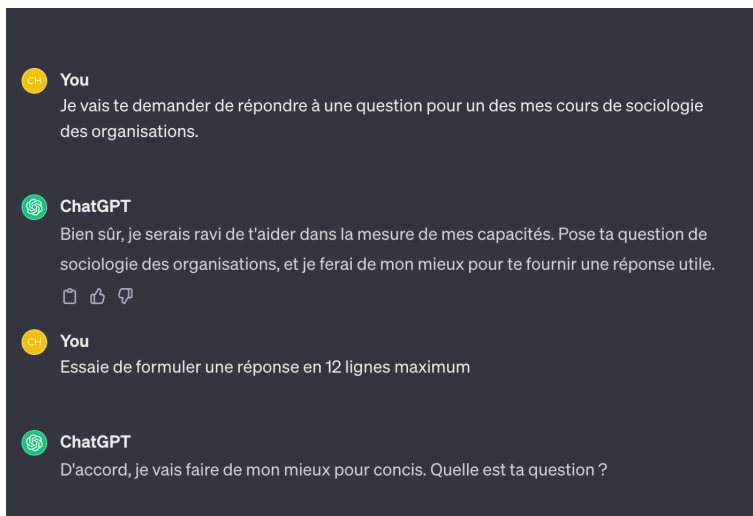 CH You
Je vais te demander de répondre à une question pour un des mes cours de sociologie
des organisations.
ChatGPT
Bien sûr, je serais ravi de t'aider dans la mesure de mes capacités. Pose ta question de
sociologie des organisations, et je ferai de mon mieux pour te fournir une réponse utile.
CH You
Essaie de formuler une réponse en 12 lignes maximum
ChatGPT
D'accord, je vais faire de mon mieux pour concis. Quelle est ta question ?